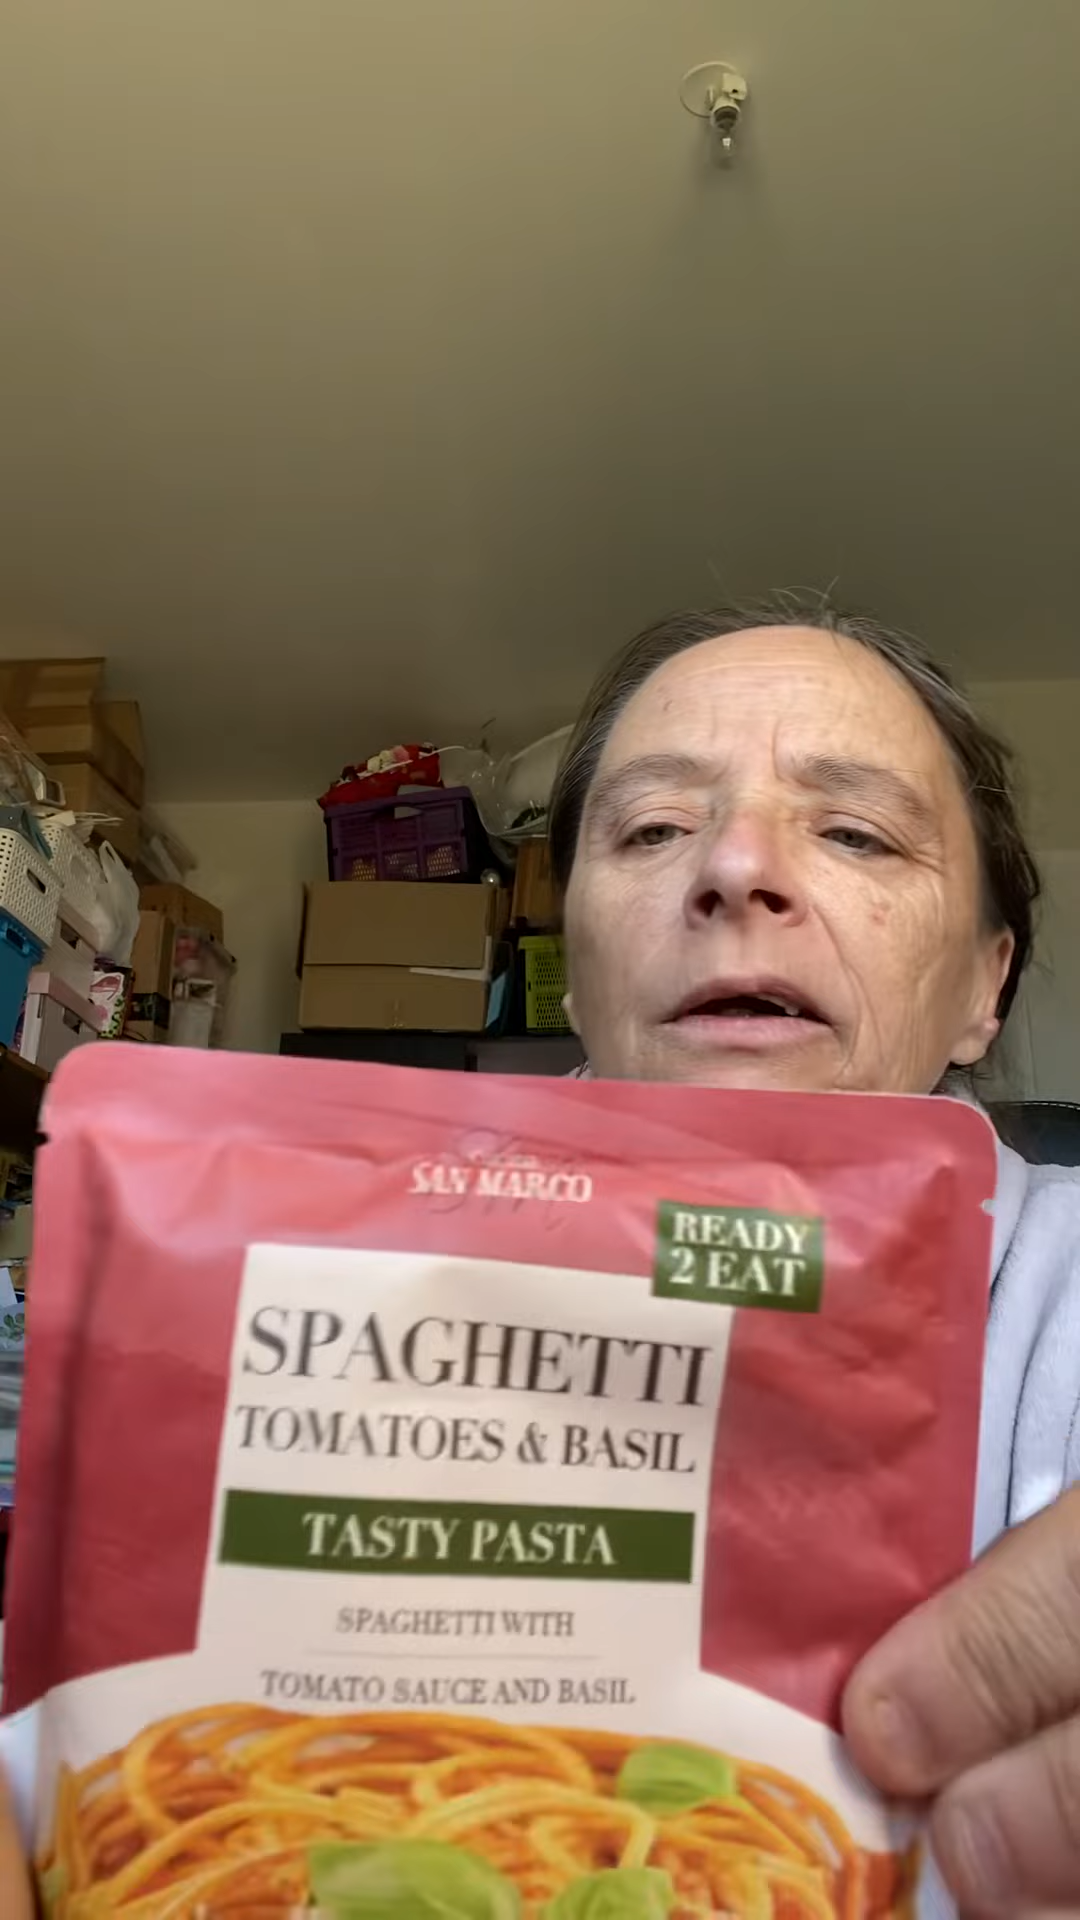 SAN MARCO
READY
2 EAT
SPAGHETTI
TOMATOES & BASIL
TASTY PASTA
SPAGHETTI WITH
TOMATO SAUCE AND BASIL